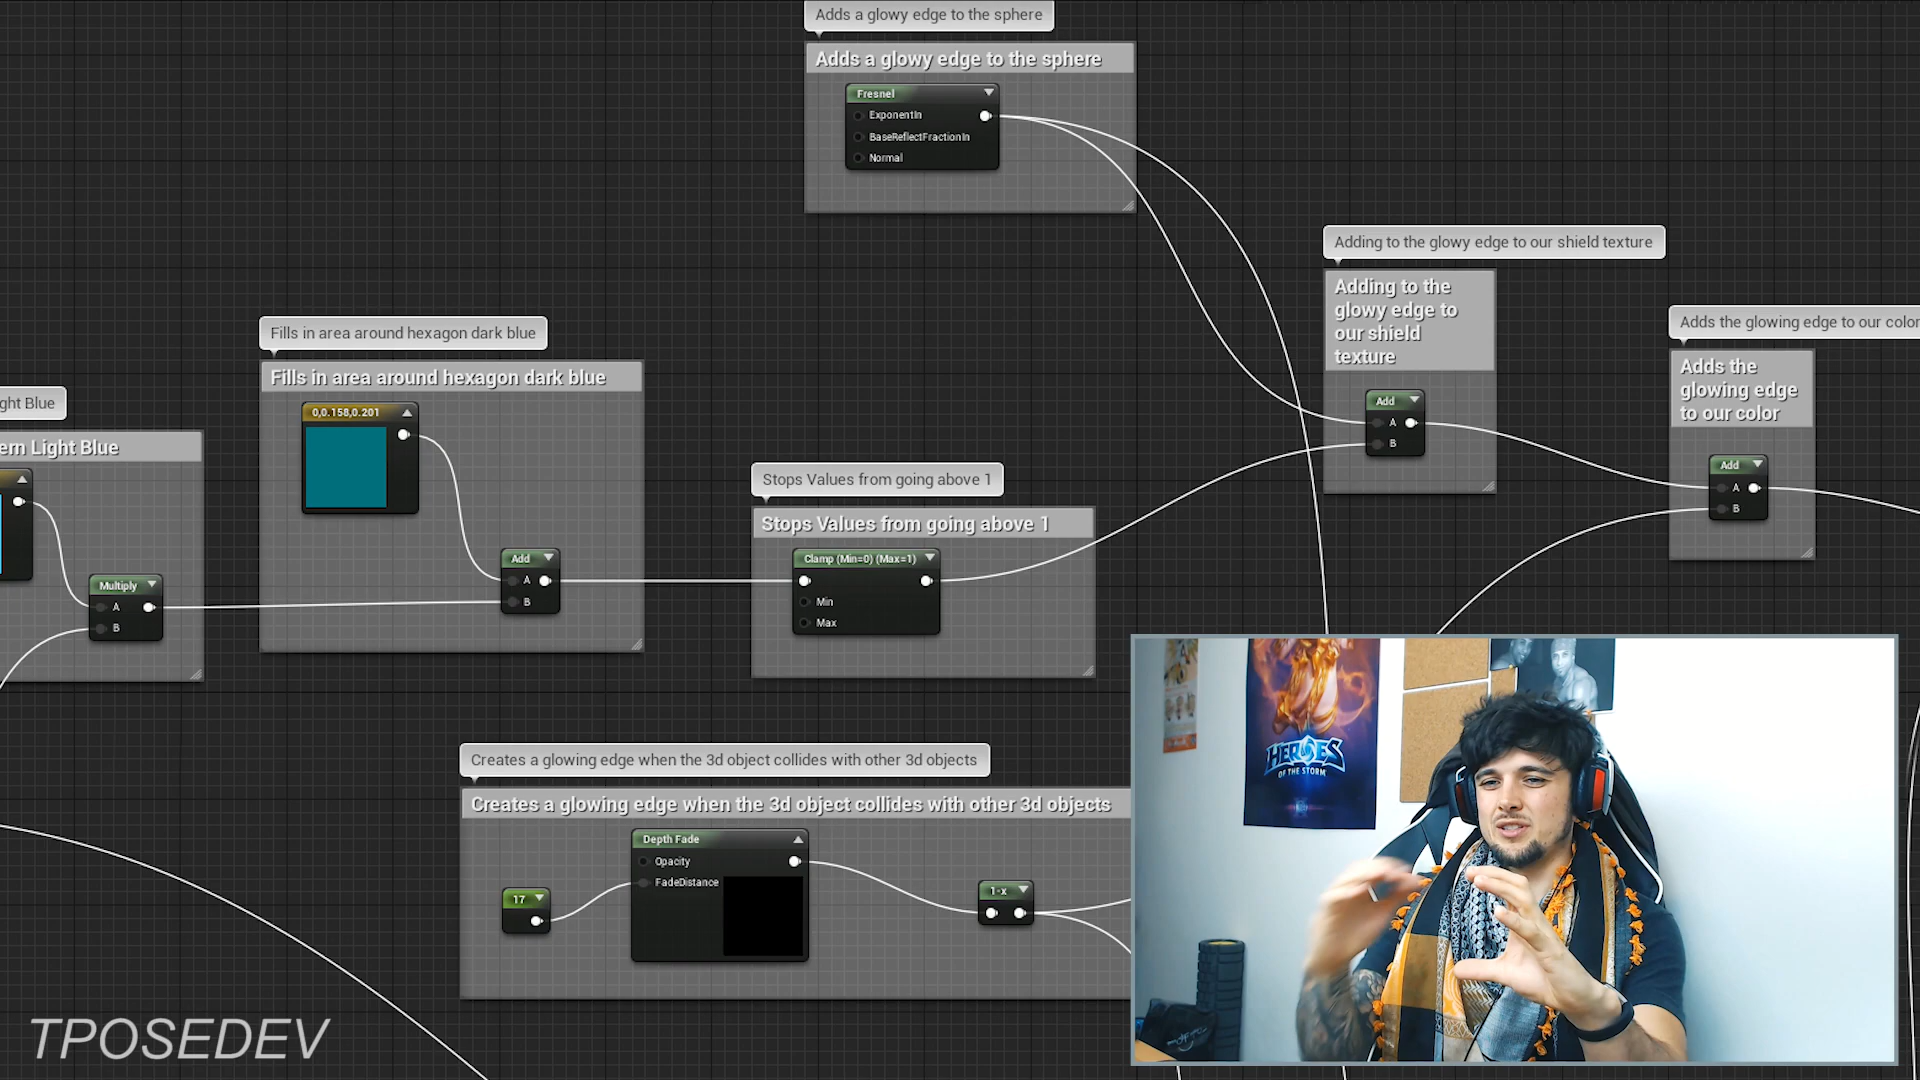 Adds a glowy edge to the sphere
Adds a glowy edge to the sphere
Fresnel
ExponentIn
BaseReflectFractionIn
Normal
Adding to the glowy edge to our shield texture
Adding to the
glowy edge to
our shield
texture
Add
A
B
Adds the glowing edge to our color
Adds the
glowing edge
to our color
Add
A
B
Fills in area around hexagon dark blue
Fills in area around hexagon dark blue
0,0.158,0.201
Add
A
B
ght Blue
ern Light Blue
Multiply
A
B
Stops Values from going above 1
Stops Values from going above 1
Clamp (Min=0) (Max=1)
Min
Max
Creates a glowing edge when the 3d object collides with other 3d objects
Creates a glowing edge when the 3d object collides with other 3d objects
Depth Fade
Opacity
FadeDistance
17
1-x
HEROES
OF THE STORM
TPOSEDEV